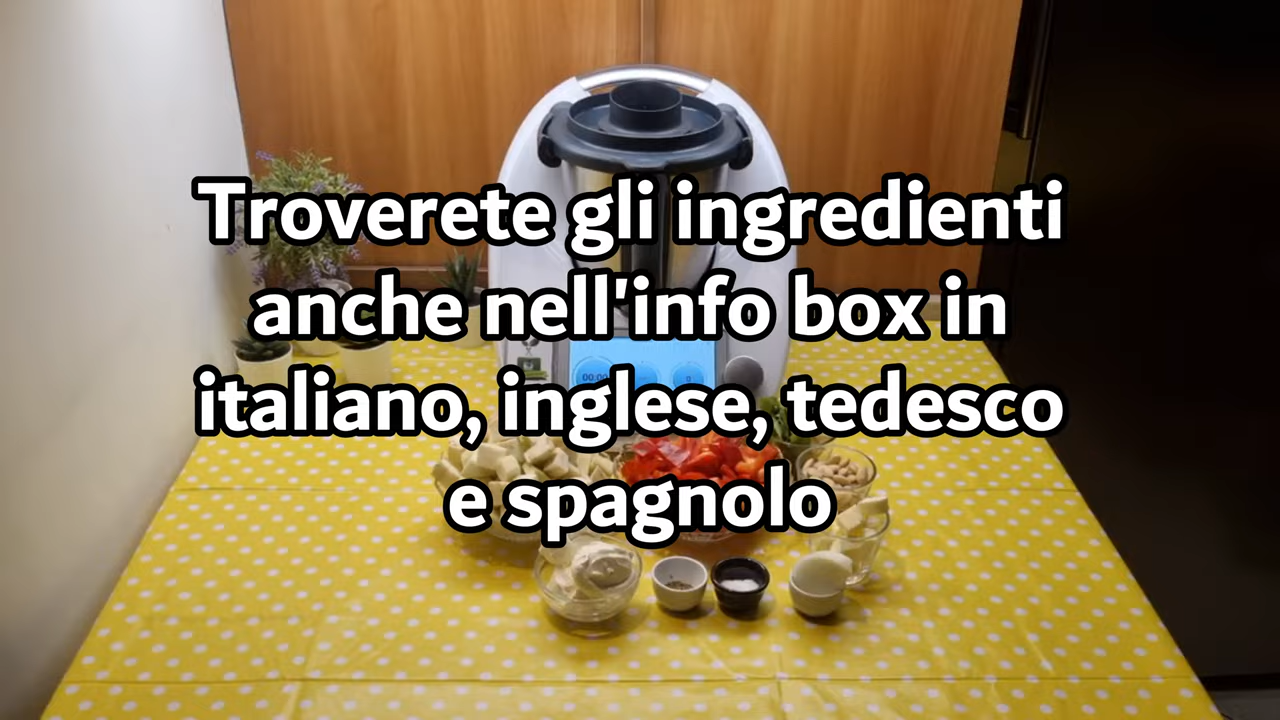 Troverete gli ingredienti
anche nell'info box in
italiano, inglese, tedesco
e spagnolo